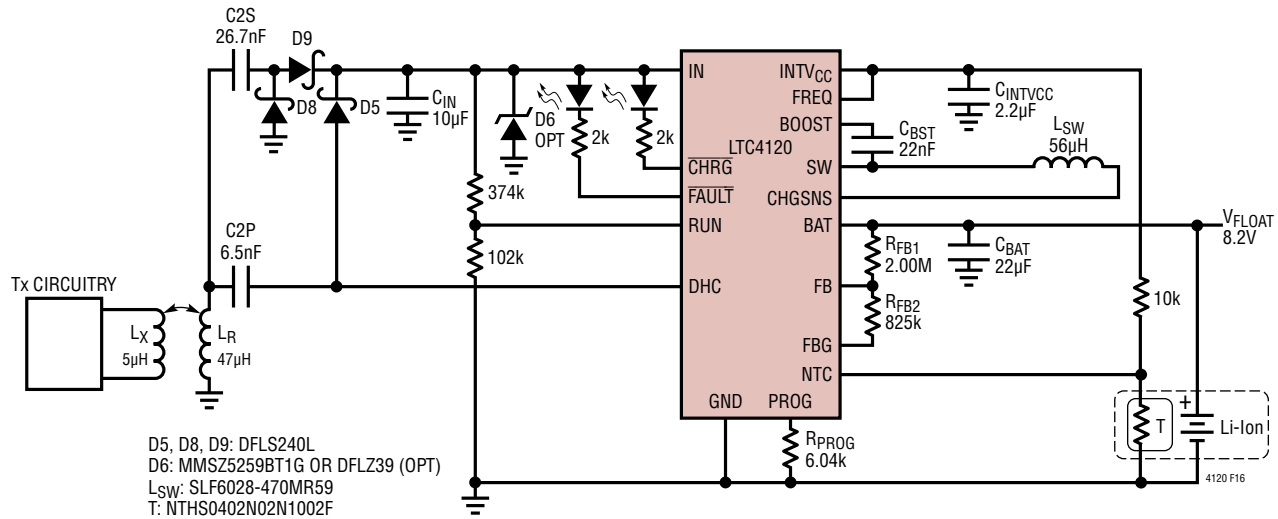 C2S
26.7nF
D9
D8
D5
CIN
10µF
D6
OPT
2k
2k
374k
102k
C2P
6.5nF
Tx CIRCUITRY
LX
5µH
LR
47µH
IN
CHRG
FAULT
RUN
DHC
LTC4120
INTVCC
FREQ
BOOST
SW
CHGSNS
BAT
FB
FBG
NTC
GND
PROG
CINTVCC
2.2µF
CBST
22nF
LSW
56µH
RFB1
2.00M
CBAT
22µF
RFB2
825k
VFLOAT
8.2V
10k
T
+
Li-Ion
RPROG
6.04k
4120 F16
D5, D8, D9: DFLS240L
D6: MMSZ5259BT1G OR DFLZ39 (OPT)
LSW: SLF6028-470MR59
T: NTHS0402N02N1002F